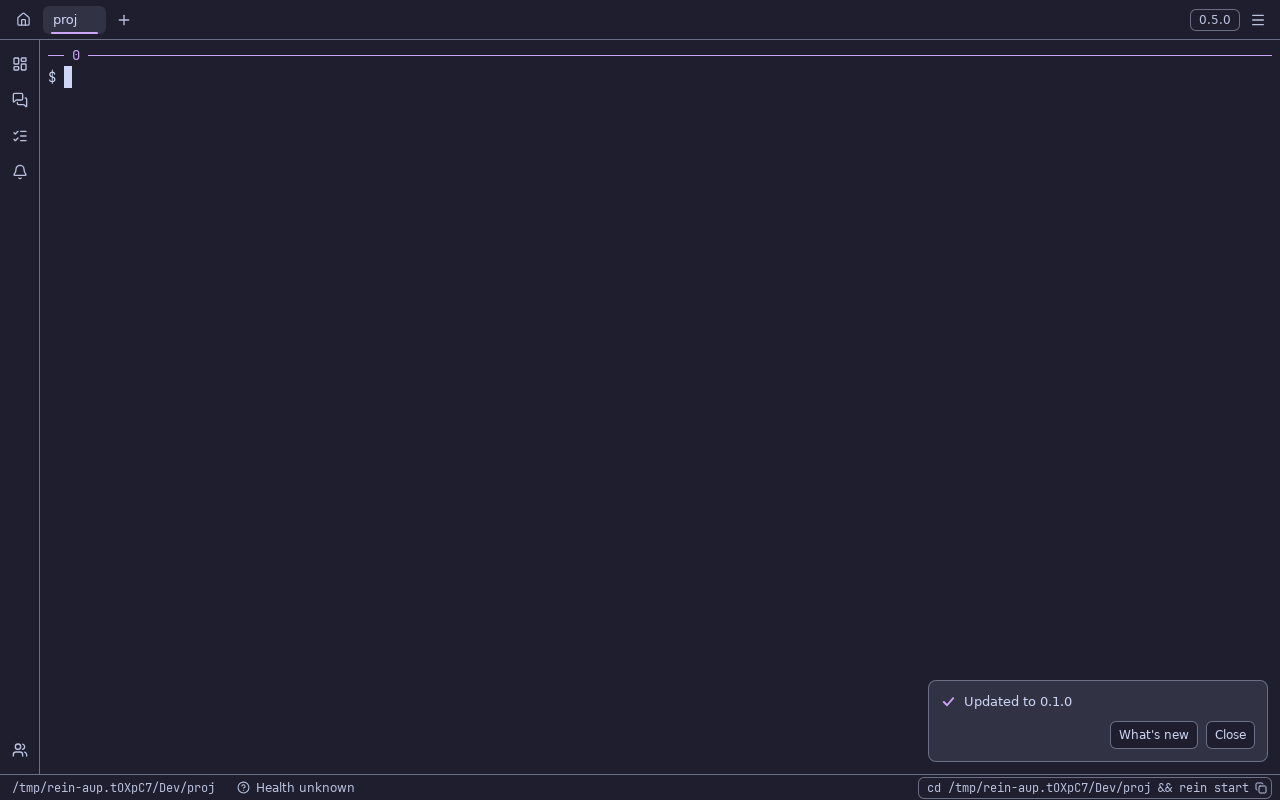 proj
0.5.0
0
$
Updated to 0.1.0
What's new
Close
/tmp/rein-aup.tOXpC7/Dev/proj
Health unknown
cd /tmp/rein-aup.tOXpC7/Dev/proj && rein start